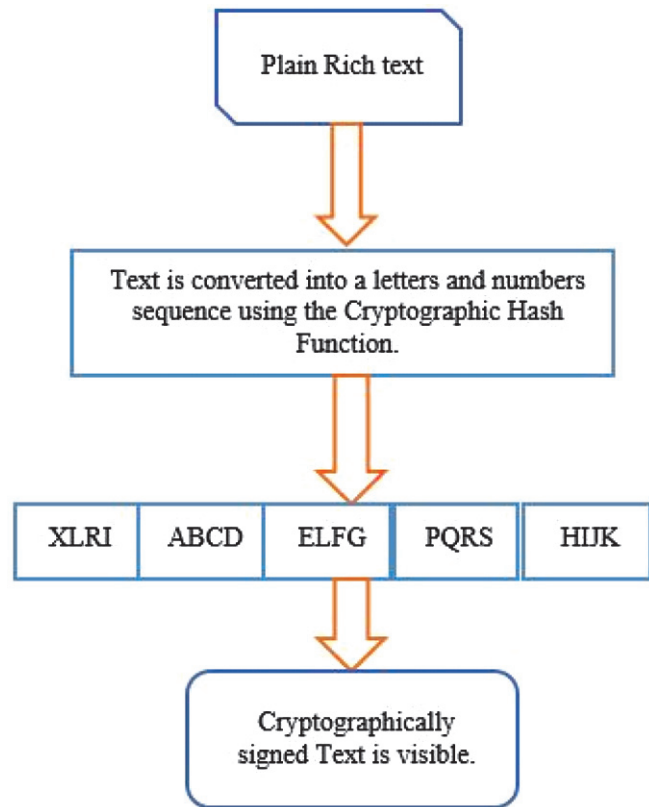 Plain Rich text
Text is converted into a letters and numbers
sequence using the Cryptographic Hash
Function.
XLRI ABCD ELFG PQRS HIJK
Cryptographically
signed Text is visible.